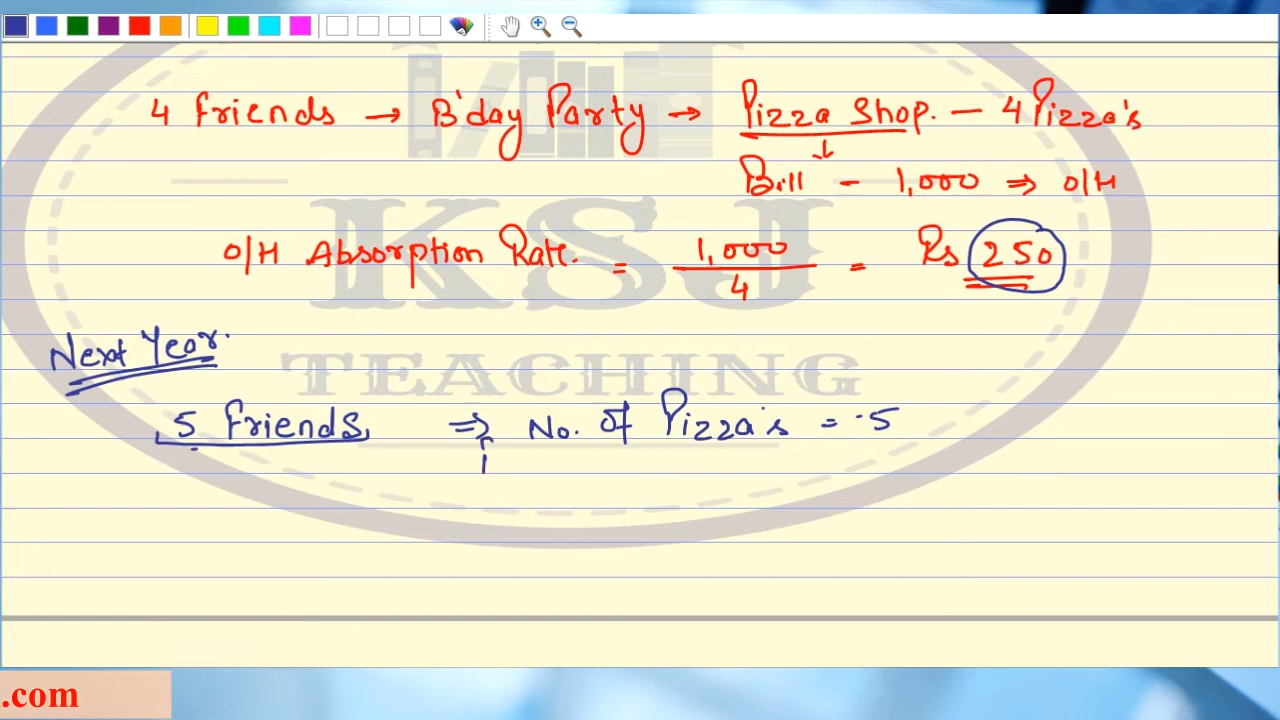 4 Friends → B'day Party → Pizza Shop. – 4 Pizza's
↓
Bill – 1,000 ⇒ O/H
O/H Absorption Rate. = 1,000 / 4 = Rs 250
Next Year.
5 Friends ⇒ No. of Pizza's = 5
KSJ
TEACHING
.com